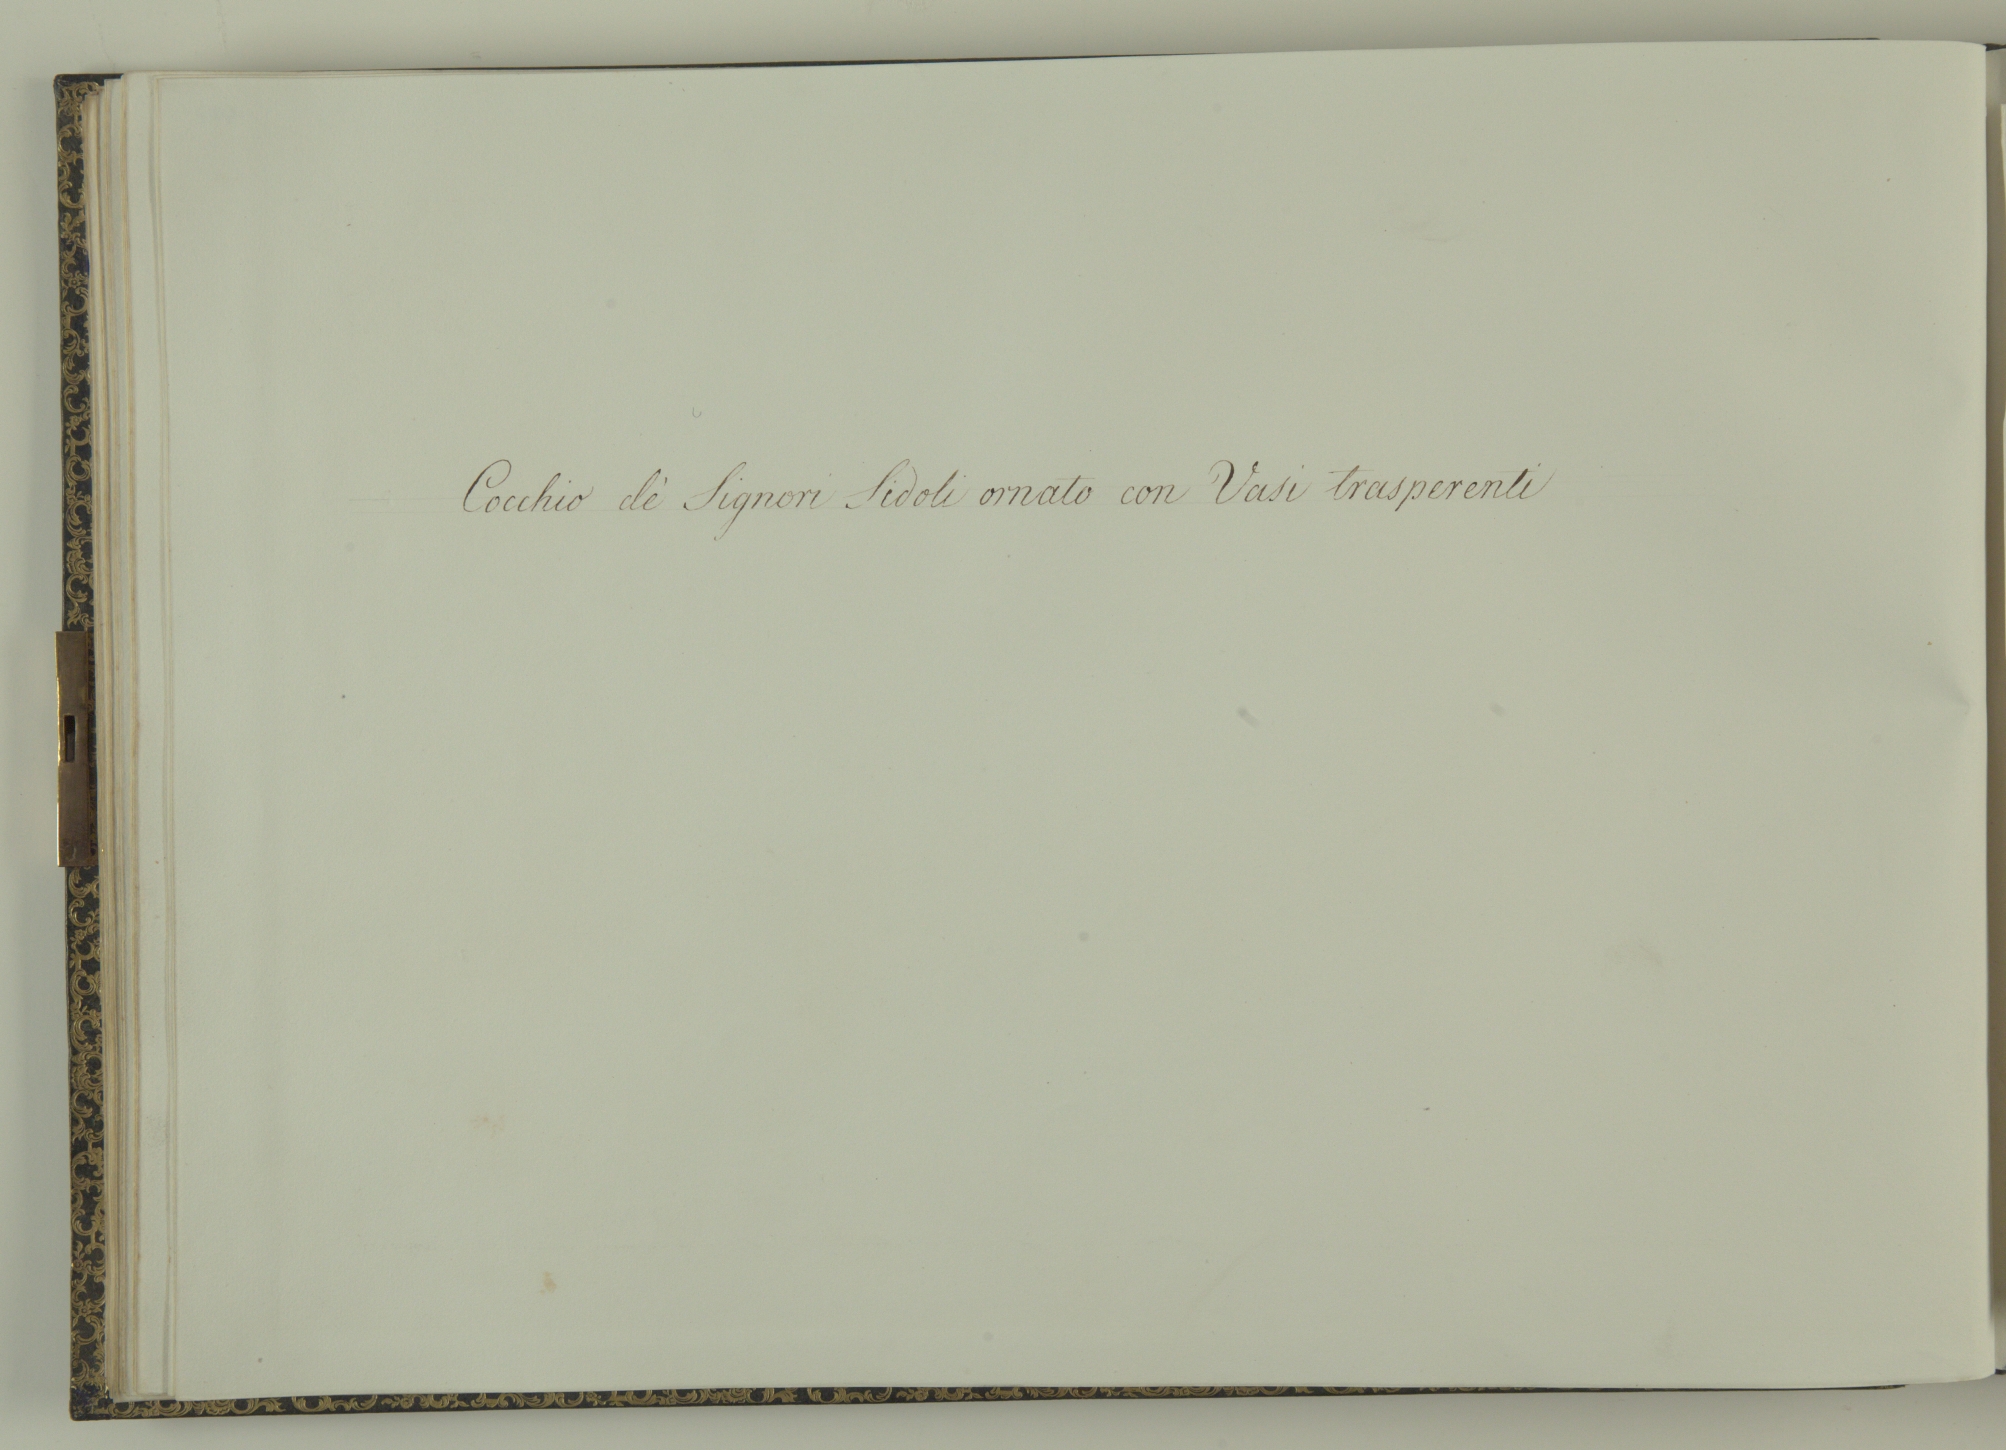 Cocchio dè Signori Sidoli ornato con Vasi trasperenti